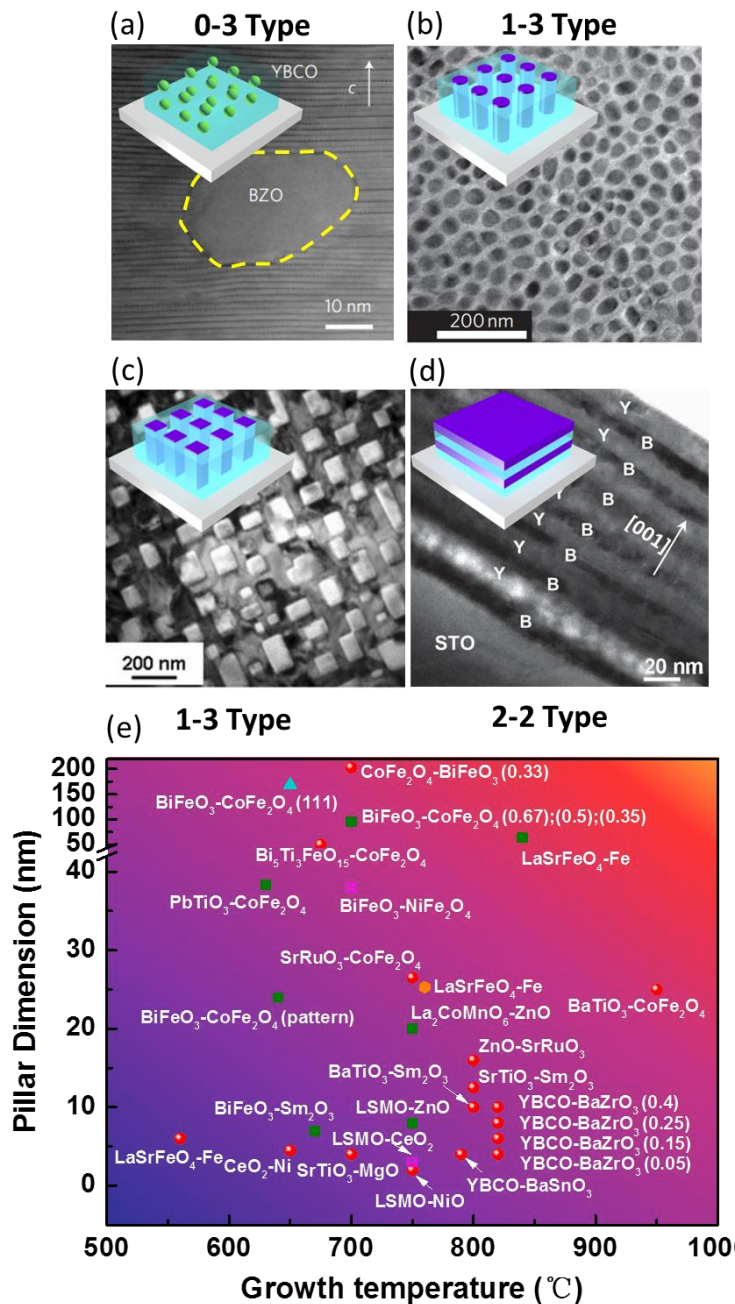 (a) 0-3 Type
YBCO
c
BZO
10 nm
(b) 1-3 Type
200 nm
(c)
200 nm
(d)
Y
B
Y
B
Y
B
Y
B
Y
B
Y
B
[001]
STO
20 nm
1-3 Type
2-2 Type
(e)
Pillar Dimension (nm)
200
150
100
50
40
30
20
10
0
CoFe₂O₄-BiFeO₃ (0.33)
BiFeO₃-CoFe₂O₄ (111)
BiFeO₃-CoFe₂O₄ (0.67);(0.5);(0.35)
Bi₅Ti₃FeO₁₅-CoFe₂O₄
LaSrFeO₄-Fe
PbTiO₃-CoFe₂O₄
BiFeO₃-NiFe₂O₄
SrRuO₃-CoFe₂O₄
LaSrFeO₄-Fe
BaTiO₃-CoFe₂O₄
BiFeO₃-CoFe₂O₄ (pattern)
La₂CoMnO₆-ZnO
ZnO-SrRuO₃
BaTiO₃-Sm₂O₃
SrTiO₃-Sm₂O₃
BiFeO₃-Sm₂O₃
LSMO-ZnO
YBCO-BaZrO₃ (0.4)
YBCO-BaZrO₃ (0.25)
LSMO-CeO₂
YBCO-BaZrO₃ (0.15)
LaSrFeO₄-Fe
CeO₂-Ni
SrTiO₃-MgO
YBCO-BaZrO₃ (0.05)
YBCO-BaSnO₃
LSMO-NiO
500 600 700 800 900 1000
Growth temperature (℃)